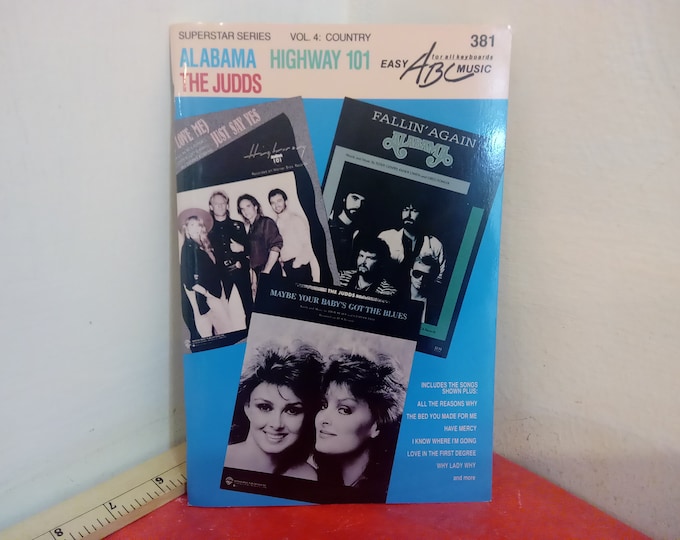 SUPERSTAR SERIES VOL. 4: COUNTRY 381
ALABAMA HIGHWAY 101
THE JUDDS
EASY ABC MUSIC
for all keyboards
LOVE ME)
JUST SAY YES
Highway
101
FALLIN' AGAIN
ALABAMA
THE JUDDS
MAYBE YOUR BABY'S GOT THE BLUES
INCLUDES THE SONGS
SHOWN PLUS:
ALL THE REASONS WHY
THE BED YOU MADE FOR ME
HAVE MERCY
I KNOW WHERE I'M GOING
LOVE IN THE FIRST DEGREE
WHY LADY WHY
and more
7
8
9